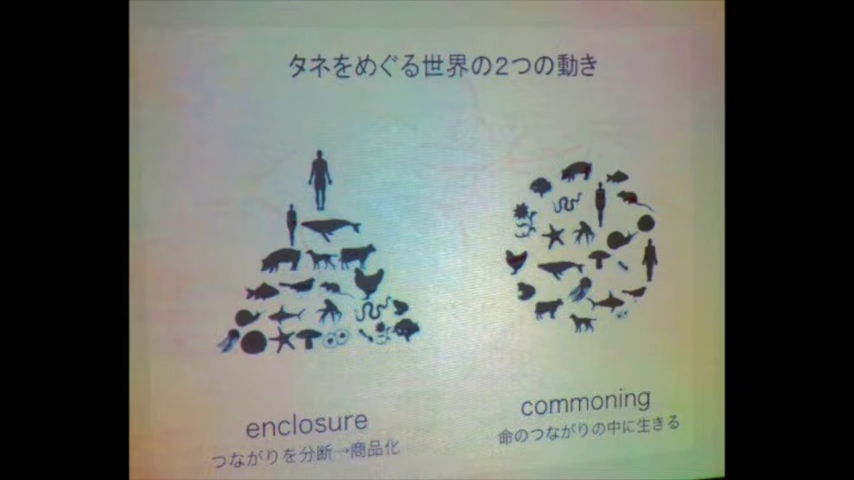 タネをめぐる世界の2つの動き
enclosure
つながりを分断→商品化
commoning
命のつながりの中に生きる